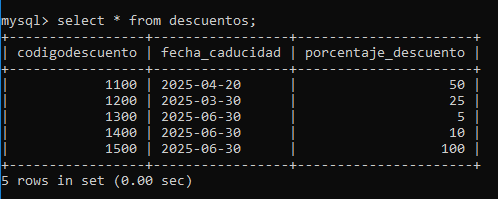 mysql> select * from descuentos;
+-----------------+-----------------+----------------------+
| codigodescuento | fecha_caducidad | porcentaje_descuento |
+-----------------+-----------------+----------------------+
|            1100 | 2025-04-20      |                   50 |
|            1200 | 2025-03-30      |                   25 |
|            1300 | 2025-06-30      |                    5 |
|            1400 | 2025-06-30      |                   10 |
|            1500 | 2025-06-30      |                  100 |
+-----------------+-----------------+----------------------+
5 rows in set (0.00 sec)